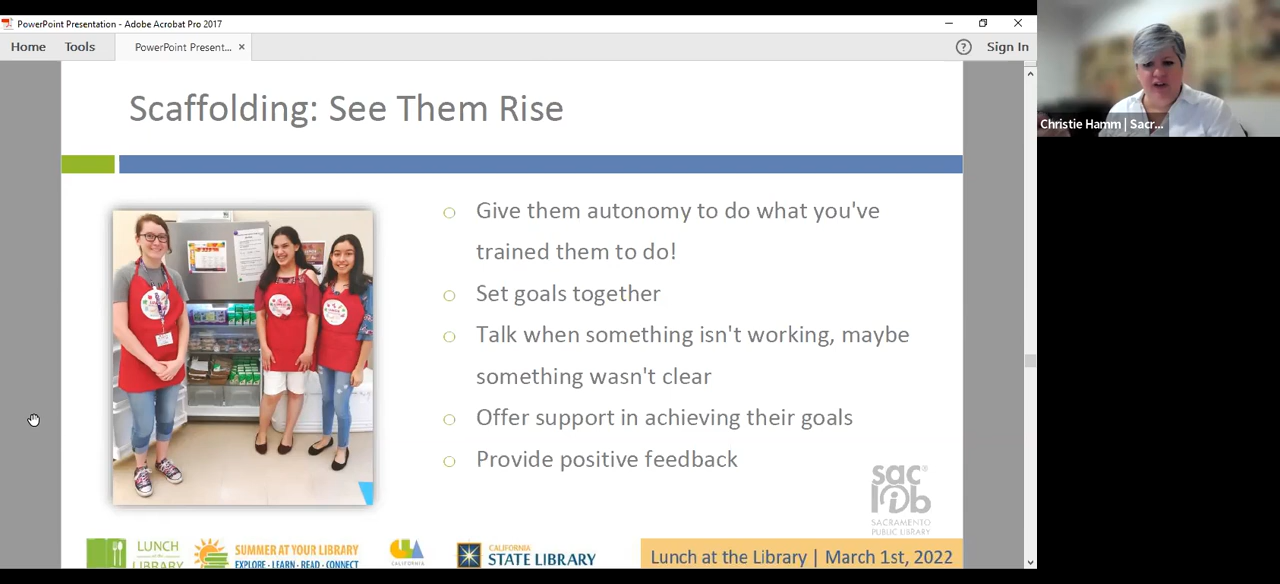 PowerPoint Presentation - Adobe Acrobat Pro 2017
Home Tools PowerPoint Present... Sign In
Christie Hamm | Sacr...
Scaffolding: See Them Rise
Give them autonomy to do what you've
trained them to do!
Set goals together
Talk when something isn't working, maybe
something wasn't clear
Offer support in achieving their goals
Provide positive feedback
sac
lib
SACRAMENTO
PUBLIC LIBRARY
LUNCH
LIBRARY
SUMMER AT YOUR LIBRARY
EXPLORE · LEARN · READ · CONNECT
CALIFORNIA
CALIFORNIA
STATE LIBRARY
Lunch at the Library | March 1st, 2022